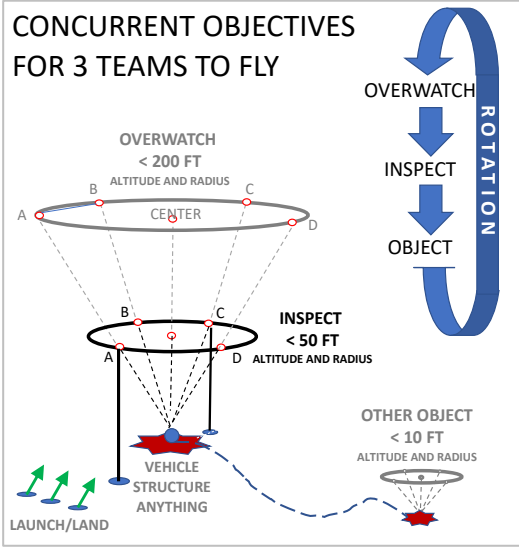 CONCURRENT OBJECTIVES
FOR 3 TEAMS TO FLY
OVERWATCH
< 200 FT
ALTITUDE AND RADIUS
A
B
CENTER
C
D
A
B
C
D
INSPECT
< 50 FT
ALTITUDE AND RADIUS
VEHICLE
STRUCTURE
ANYTHING
LAUNCH/LAND
OTHER OBJECT
< 10 FT
ALTITUDE AND RADIUS
OVERWATCH
INSPECT
OBJECT
ROTATION